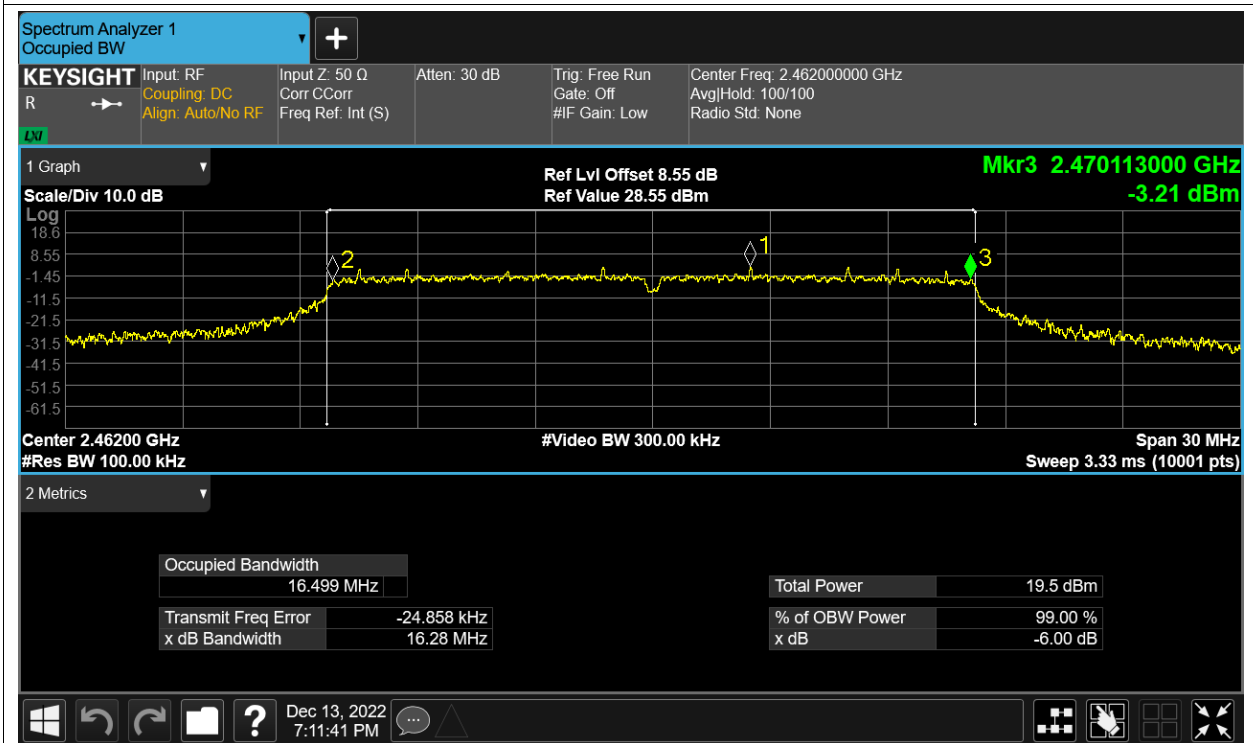 Spectrum Analyzer 1
Occupied BW
KEYSIGHT
R
LXI
Input: RF
Coupling: DC
Align: Auto/No RF
Input Z: 50 Ω
Corr CCorr
Freq Ref: Int (S)
Atten: 30 dB
Trig: Free Run
Gate: Off
#IF Gain: Low
Center Freq: 2.462000000 GHz
Avg|Hold: 100/100
Radio Std: None
1 Graph
Scale/Div 10.0 dB
Ref Lvl Offset 8.55 dB
Ref Value 28.55 dBm
Mkr3 2.470113000 GHz
-3.21 dBm
Log
18.6
8.55
-1.45
-11.5
-21.5
-31.5
-41.5
-51.5
-61.5
2
1
3
Center 2.46200 GHz
#Video BW 300.00 kHz
Span 30 MHz
#Res BW 100.00 kHz
Sweep 3.33 ms (10001 pts)
2 Metrics
Occupied Bandwidth
16.499 MHz
Total Power 19.5 dBm
Transmit Freq Error -24.858 kHz
% of OBW Power 99.00 %
x dB Bandwidth 16.28 MHz
x dB -6.00 dB
Dec 13, 2022
7:11:41 PM